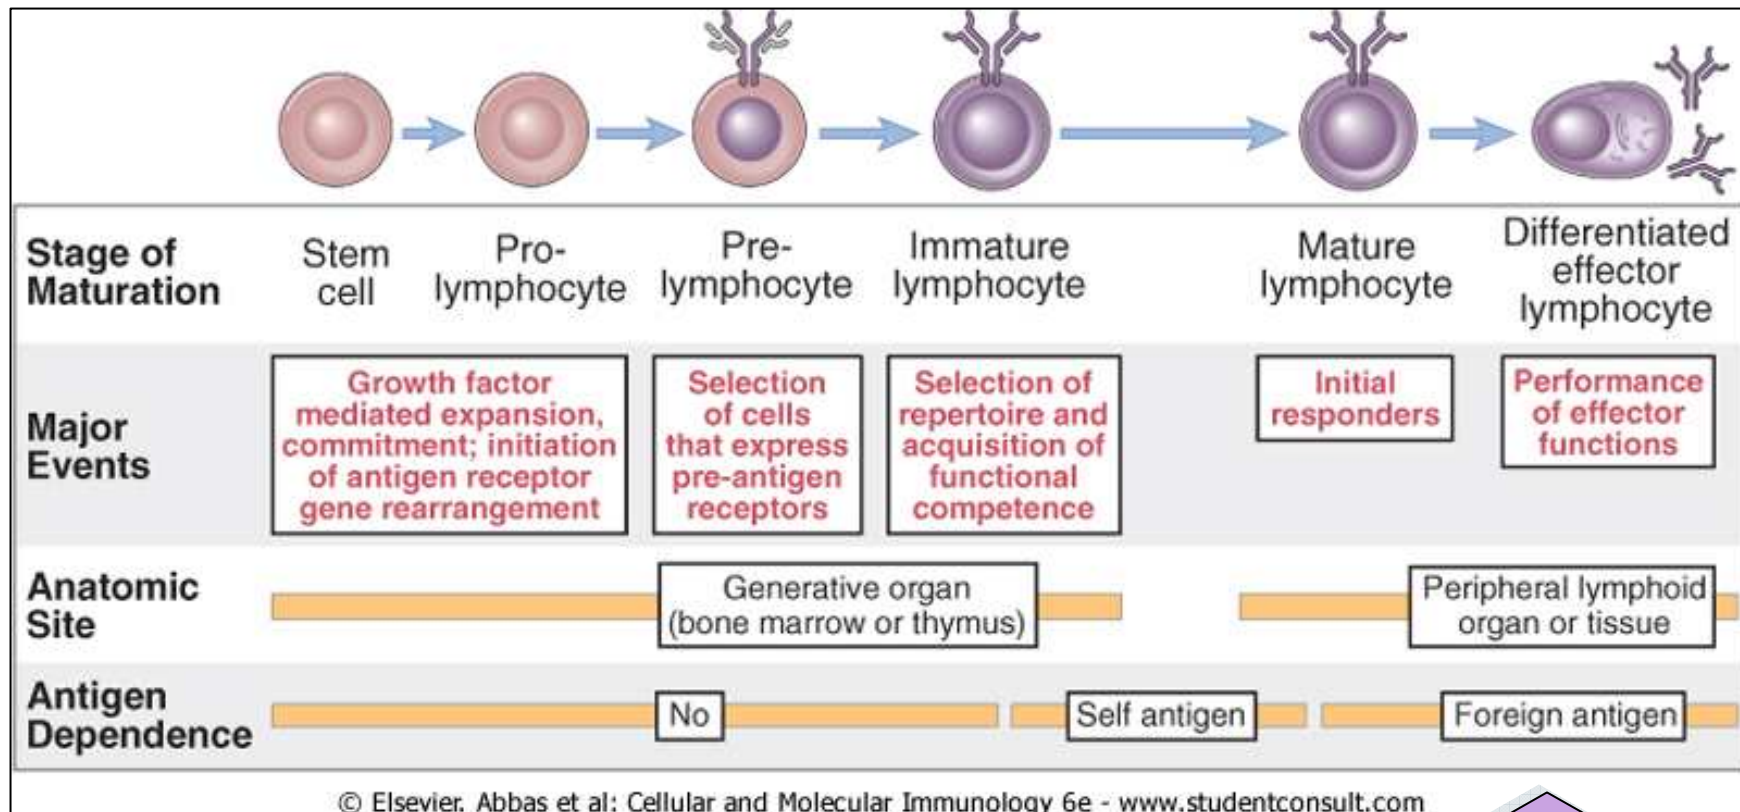 Stage of
Maturation
Stem
cell
Pro-
lymphocyte
Pre-
lymphocyte
Immature
lymphocyte
Mature
lymphocyte
Differentiated
effector
lymphocyte
Major
Events
Growth factor
mediated expansion,
commitment; initiation
of antigen receptor
gene rearrangement
Selection
of cells
that express
pre-antigen
receptors
Selection of
repertoire and
acquisition of
functional
competence
Initial
responders
Performance
of effector
functions
Anatomic
Site
Generative organ
(bone marrow or thymus)
Peripheral lymphoid
organ or tissue
Antigen
Dependence
No
Self antigen
Foreign antigen
© Elsevier. Abbas et al: Cellular and Molecular Immunology 6e - www.studentconsult.com